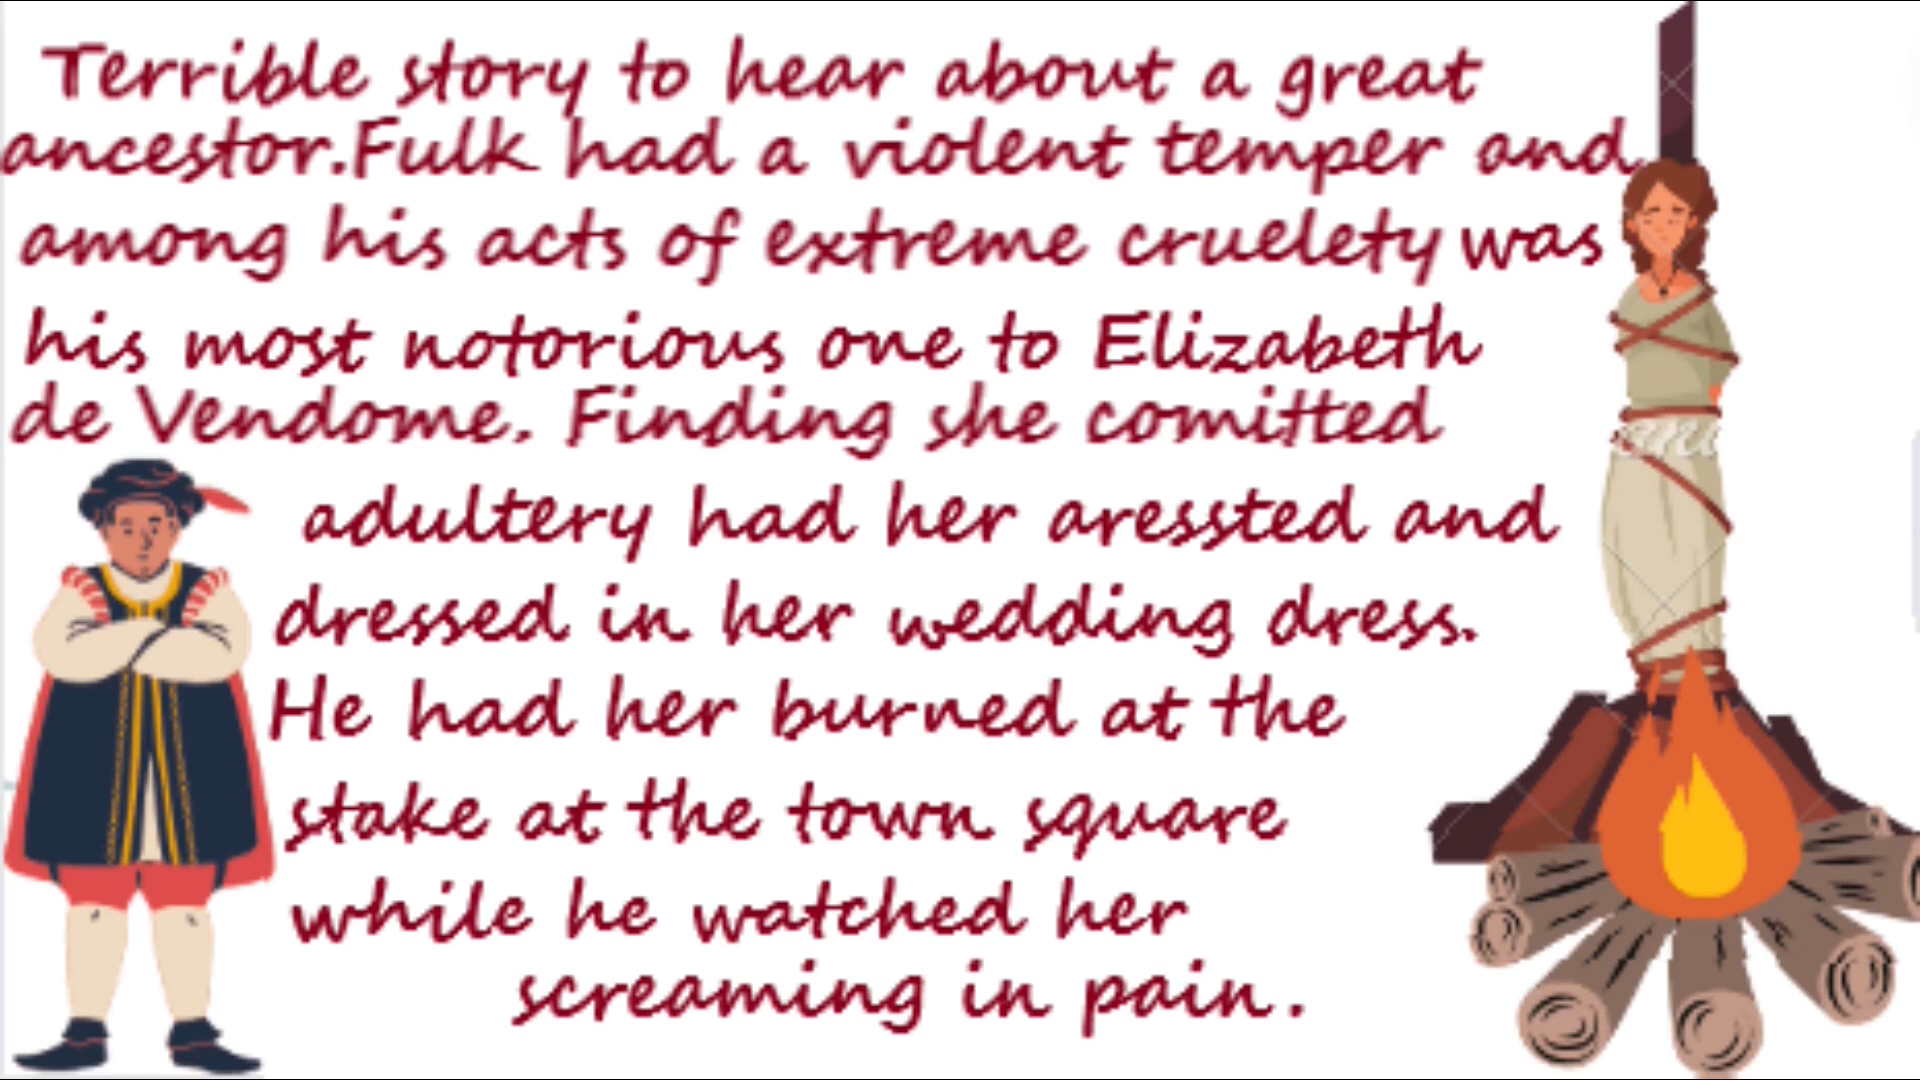 Terrible story to hear about a great
ancestor.Fulk had a violent temper and
among his acts of extreme cruelety was
his most notorious one to Elizabeth
de Vendome. Finding she comitted
adultery had her aressted and
dressed in her wedding dress.
He had her burned at the
stake at the town square
while he watched her
screaming in pain.